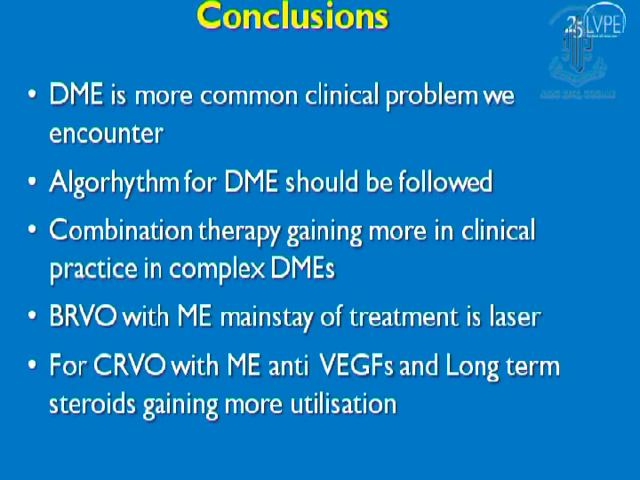 Conclusions
25 LVPEI
• DME is more common clinical problem we
encounter
• Algorhythm for DME should be followed
• Combination therapy gaining more in clinical
practice in complex DMEs
• BRVO with ME mainstay of treatment is laser
• For CRVO with ME anti VEGFs and Long term
steroids gaining more utilisation